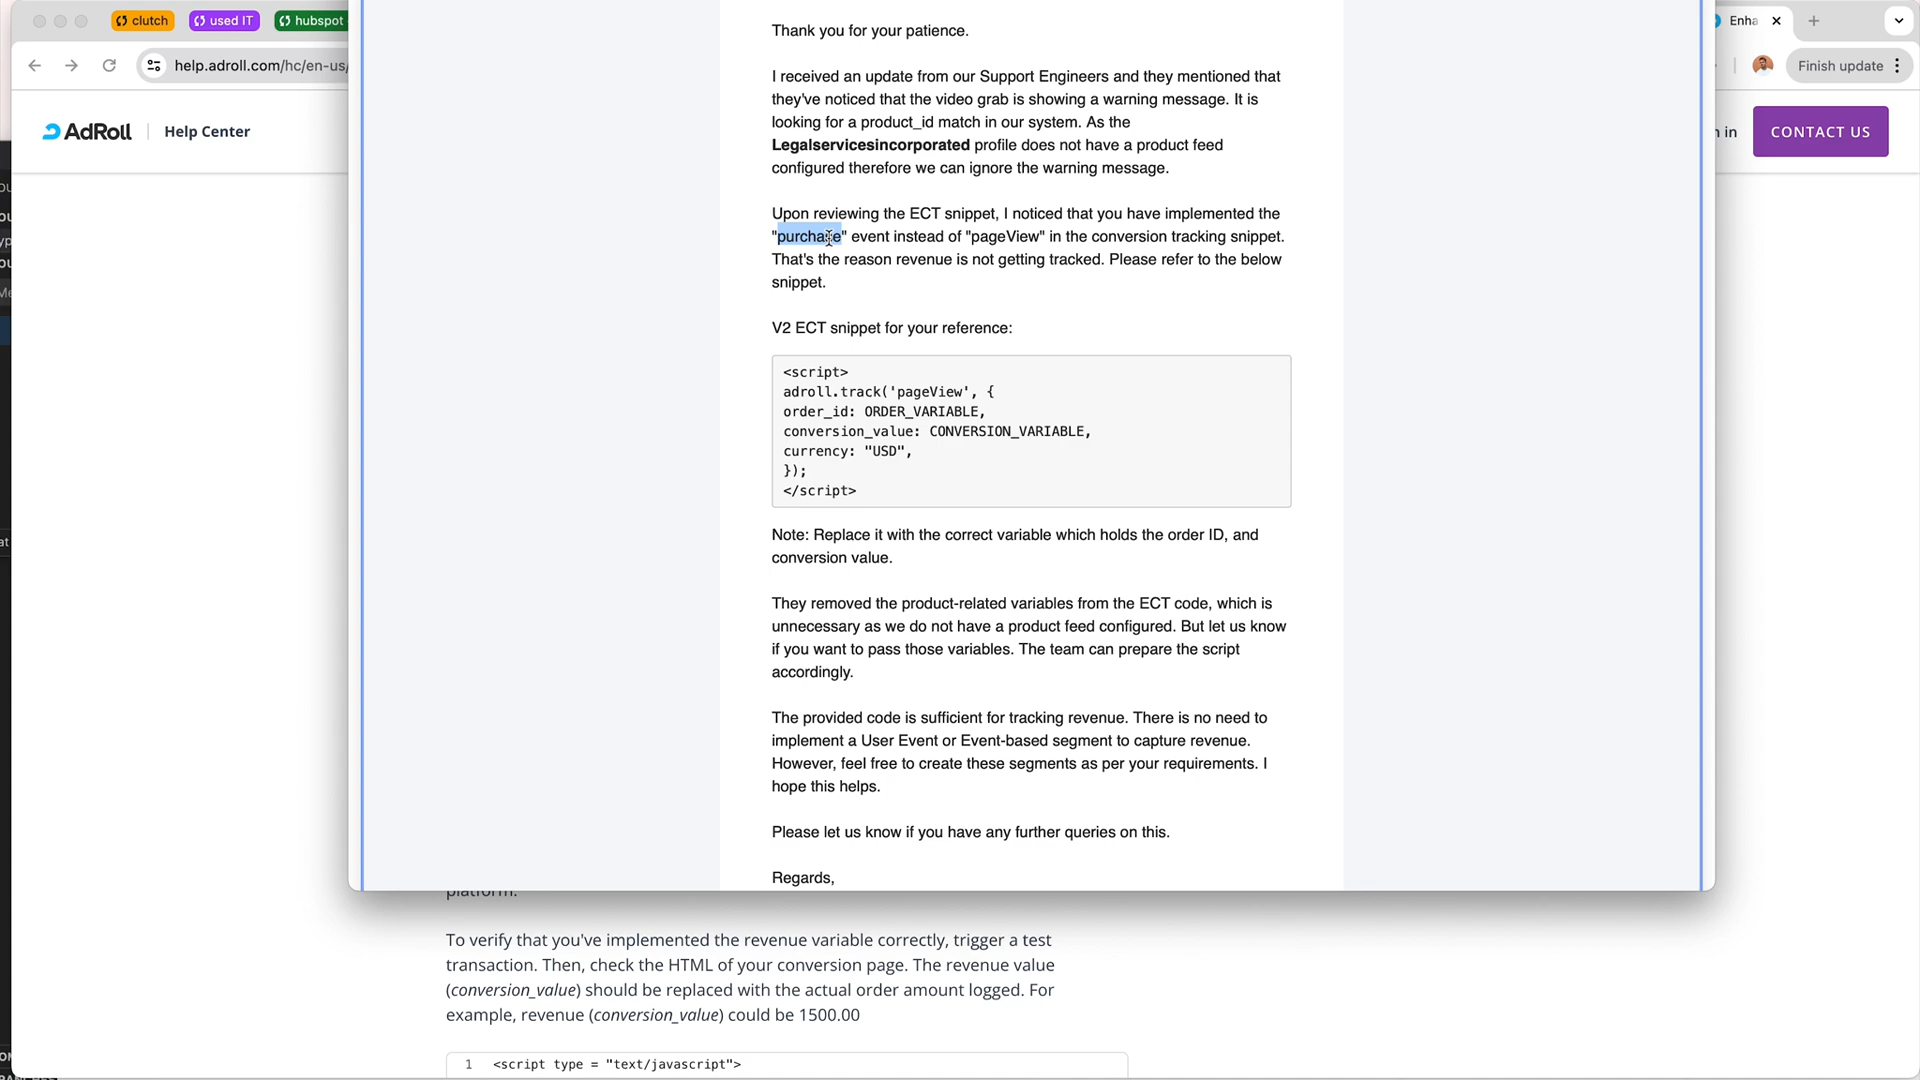 clutch
used IT
hubspot
Enha
help.adroll.com/hc/en-us/
Finish update
AdRoll
Help Center
n in
CONTACT US
Thank you for your patience.
I received an update from our Support Engineers and they mentioned that
they've noticed that the video grab is showing a warning message. It is
looking for a product_id match in our system. As the
Legalservicesincorporated profile does not have a product feed
configured therefore we can ignore the warning message.
Upon reviewing the ECT snippet, I noticed that you have implemented the
"purchase" event instead of "pageView" in the conversion tracking snippet.
That's the reason revenue is not getting tracked. Please refer to the below
snippet.
V2 ECT snippet for your reference:
<script>
adroll.track('pageView', {
order_id: ORDER_VARIABLE,
conversion_value: CONVERSION_VARIABLE,
currency: "USD",
});
</script>
Note: Replace it with the correct variable which holds the order ID, and
conversion value.
They removed the product-related variables from the ECT code, which is
unnecessary as we do not have a product feed configured. But let us know
if you want to pass those variables. The team can prepare the script
accordingly.
The provided code is sufficient for tracking revenue. There is no need to
implement a User Event or Event-based segment to capture revenue.
However, feel free to create these segments as per your requirements. I
hope this helps.
Please let us know if you have any further queries on this.
Regards,
platform.
To verify that you've implemented the revenue variable correctly, trigger a test
transaction. Then, check the HTML of your conversion page. The revenue value
(conversion_value) should be replaced with the actual order amount logged. For
example, revenue (conversion_value) could be 1500.00
1 <script type = "text/javascript">